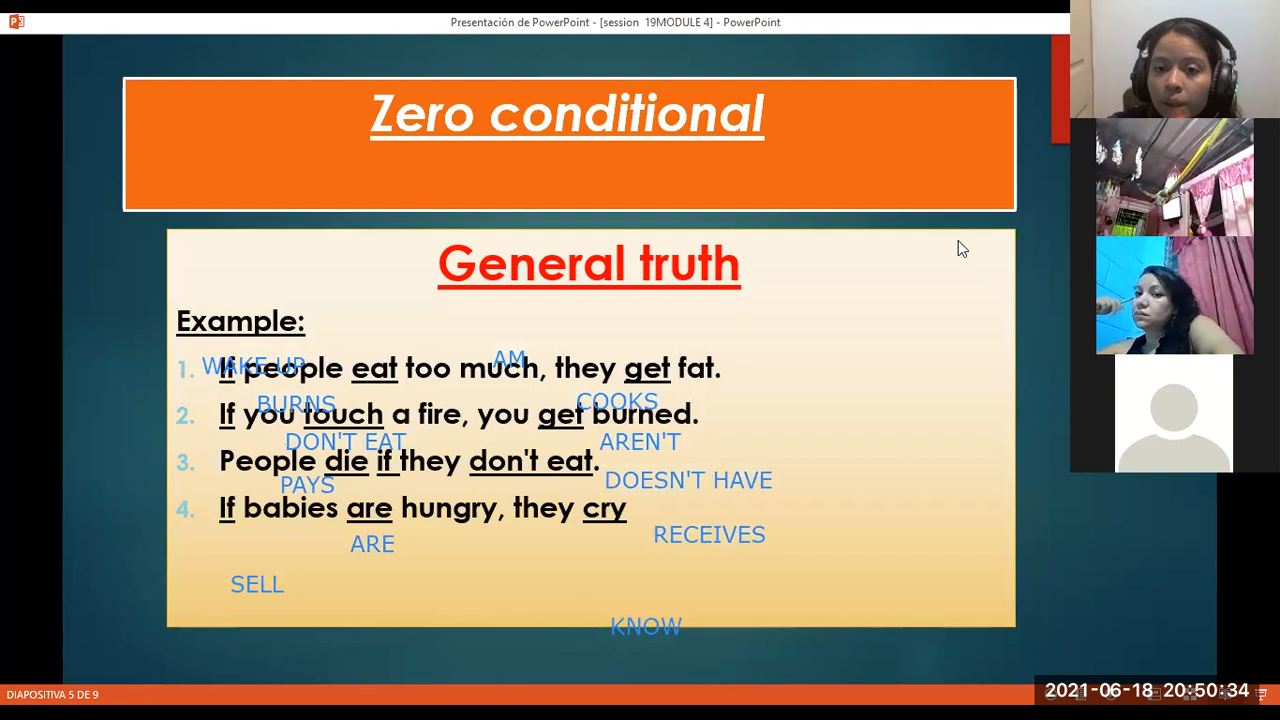 Presentación de PowerPoint - [session 19MODULE 4] - PowerPoint
Zero conditional
General truth
Example:
1. If people eat too much, they get fat.
WAKE UP
AM
2. If you touch a fire, you get burned.
BURNS
COOKS
3. People die if they don't eat.
DON'T EAT
AREN'T
4. If babies are hungry, they cry
PAYS
DOESN'T HAVE
ARE
RECEIVES
SELL
KNOW
DIAPOSITIVA 5 DE 9
2021-06-18 20:50:34